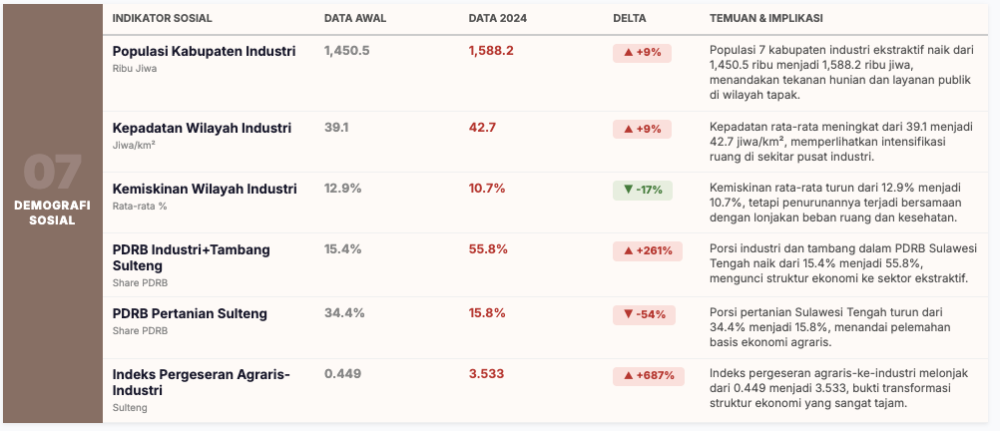 INDIKATOR SOSIAL DATA AWAL DATA 2024 DELTA TEMUAN & IMPLIKASI
07
DEMOGRAFI
SOSIAL
Populasi Kabupaten Industri
Ribu Jiwa
1,450.5
1,588.2
▲ +9%
Populasi 7 kabupaten industri ekstraktif naik dari
1,450.5 ribu menjadi 1,588.2 ribu jiwa,
menandakan tekanan hunian dan layanan publik
di wilayah tapak.
Kepadatan Wilayah Industri
Jiwa/km²
39.1
42.7
▲ +9%
Kepadatan rata-rata meningkat dari 39.1 menjadi
42.7 jiwa/km², memperlihatkan intensifikasi
ruang di sekitar pusat industri.
Kemiskinan Wilayah Industri
Rata-rata %
12.9%
10.7%
▼ -17%
Kemiskinan rata-rata turun dari 12.9% menjadi
10.7%, tetapi penurunannya terjadi bersamaan
dengan lonjakan beban ruang dan kesehatan.
PDRB Industri+Tambang
Sulteng
Share PDRB
15.4%
55.8%
▲ +261%
Porsi industri dan tambang dalam PDRB Sulawesi
Tengah naik dari 15.4% menjadi 55.8%,
mengunci struktur ekonomi ke sektor ekstraktif.
PDRB Pertanian Sulteng
Share PDRB
34.4%
15.8%
▼ -54%
Porsi pertanian Sulawesi Tengah turun dari
34.4% menjadi 15.8%, menandai pelemahan
basis ekonomi agraris.
Indeks Pergeseran Agraris-
Industri
Sulteng
0.449
3.533
▲ +687%
Indeks pergeseran agraris-ke-industri melonjak
dari 0.449 menjadi 3.533, bukti transformasi
struktur ekonomi yang sangat tajam.